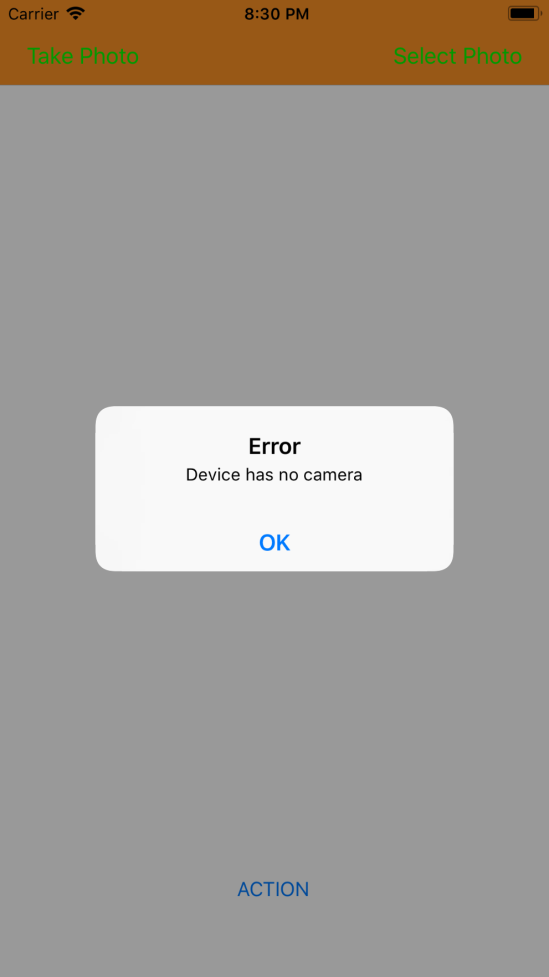 Carrier 8:30 PM
Take Photo Select Photo
Error
Device has no camera
OK
ACTION